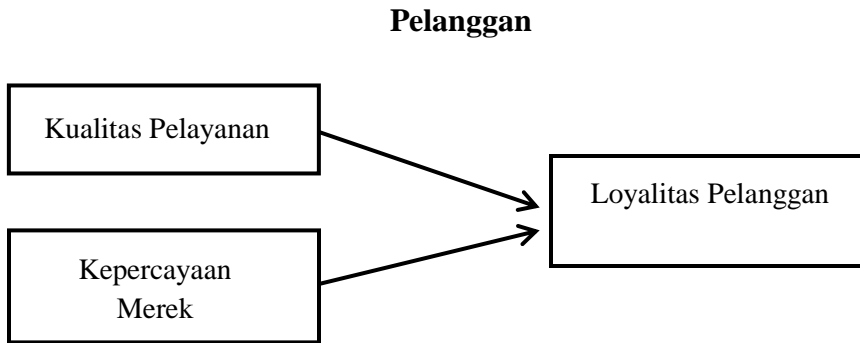 Pelanggan
Kualitas Pelayanan
Loyalitas Pelanggan
Kepercayaan
Merek